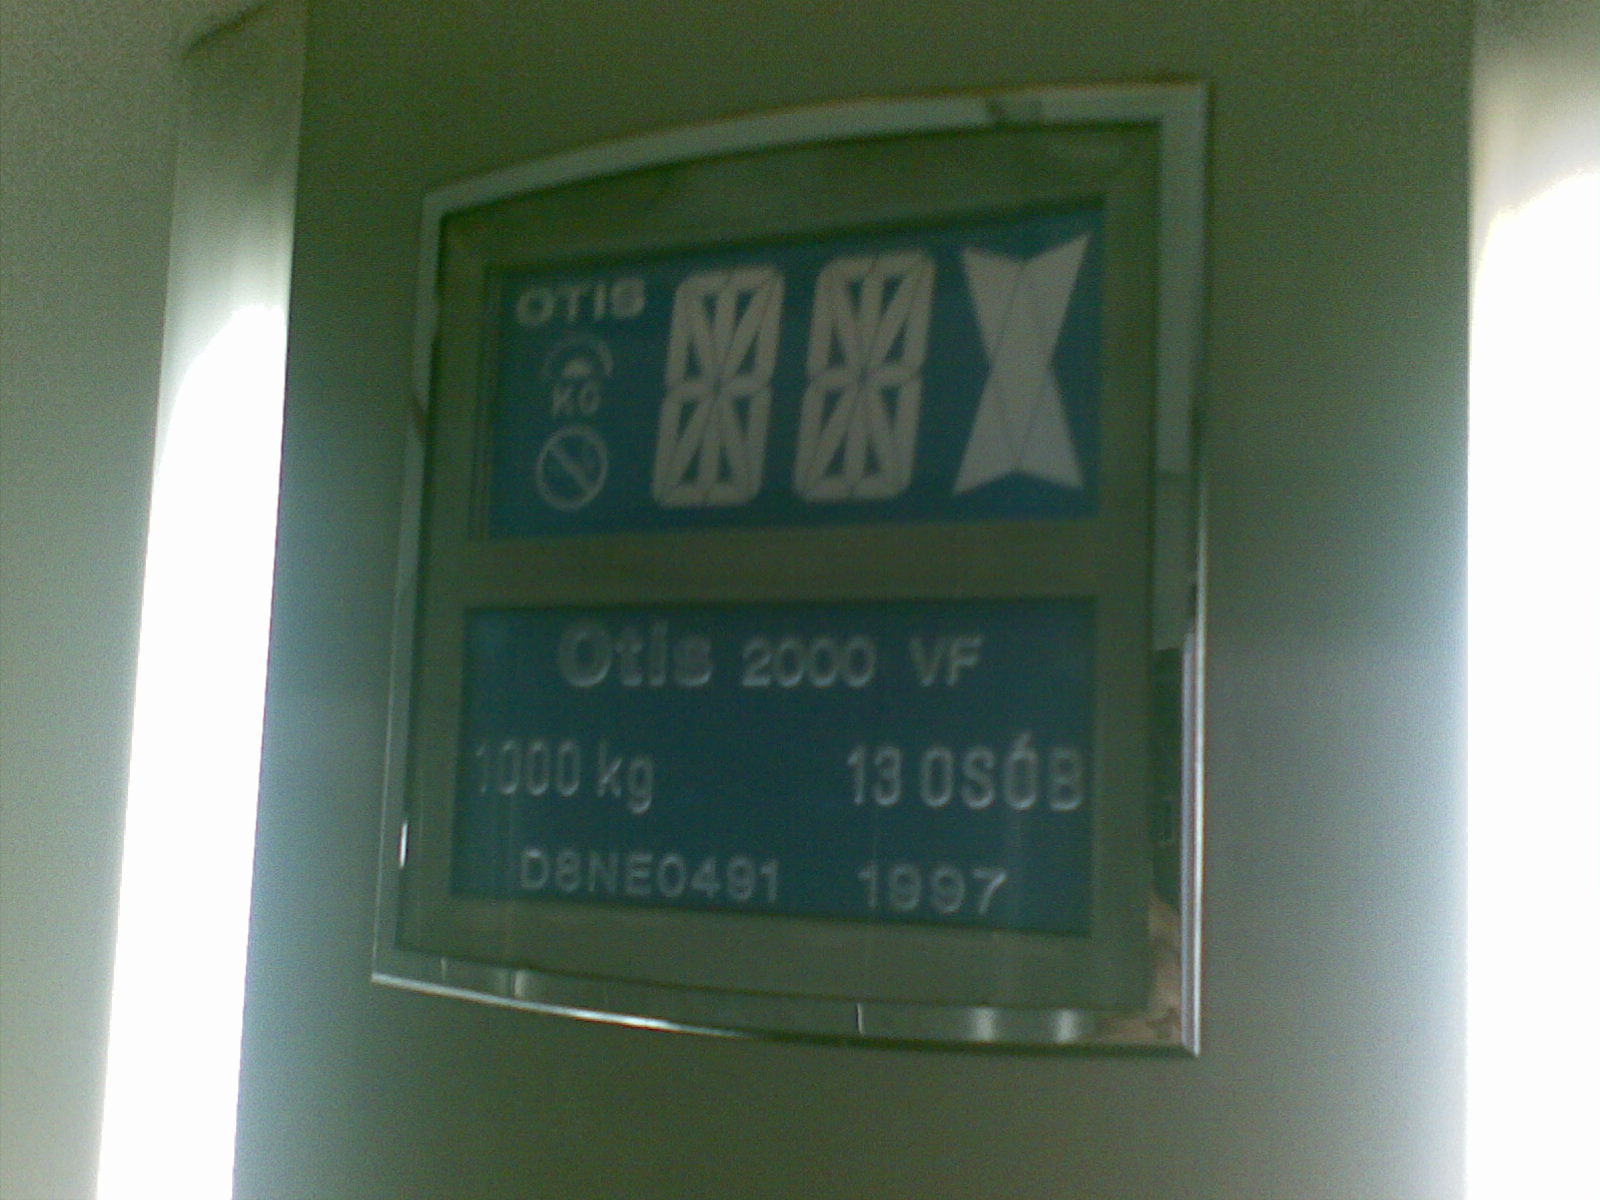 OTIS
KG
Otis 2000 VF
1000 kg 13 OSÓB
D8NE0491 1997